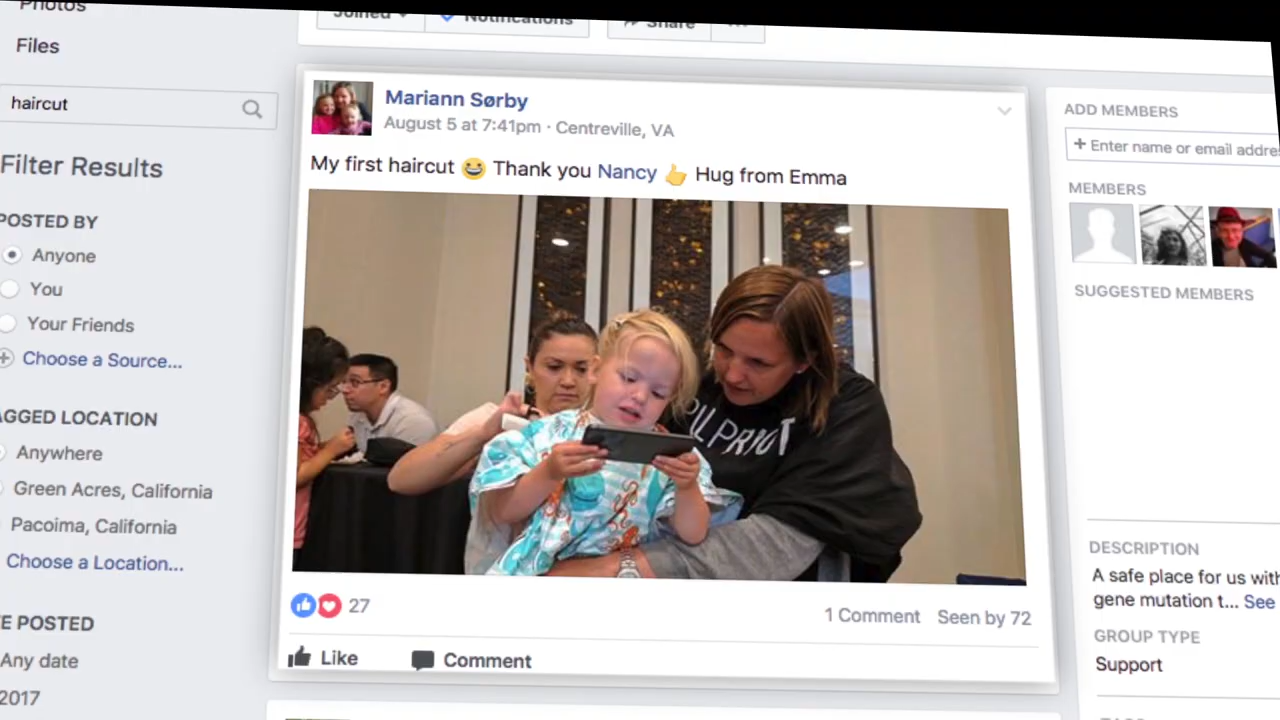 Photos
Joined
Notifications
Share
Files
haircut
Filter Results
POSTED BY
Anyone
You
Your Friends
Choose a Source...
AGGED LOCATION
Anywhere
Green Acres, California
Pacoima, California
Choose a Location...
E POSTED
Any date
2017
Mariann Sørby
August 5 at 7:41pm · Centreville, VA
My first haircut 😄 Thank you Nancy 👍 Hug from Emma
27
1 Comment Seen by 72
Like Comment
ADD MEMBERS
+ Enter name or email addre
MEMBERS
SUGGESTED MEMBERS
DESCRIPTION
A safe place for us with
gene mutation t... See
GROUP TYPE
Support